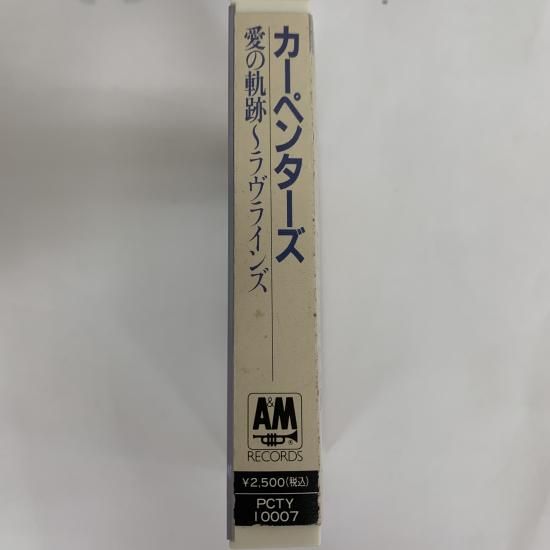 カーペンターズ
愛の軌跡～ラヴラインズ
A&M
RECORDS
¥2,500(税込)
PCTY
10007